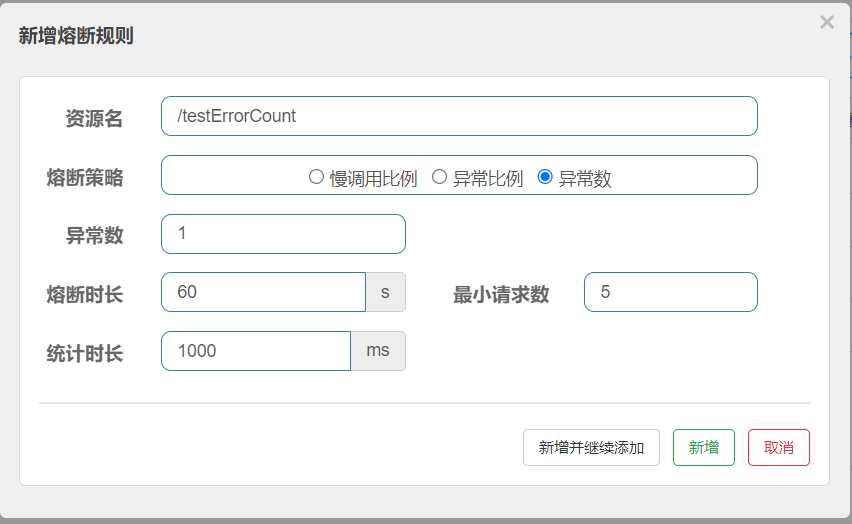 新增熔断规则
×
资源名 /testErrorCount
熔断策略 慢调用比例 异常比例 异常数
异常数 1
熔断时长 60 s 最小请求数 5
统计时长 1000 ms
新增并继续添加 新增 取消